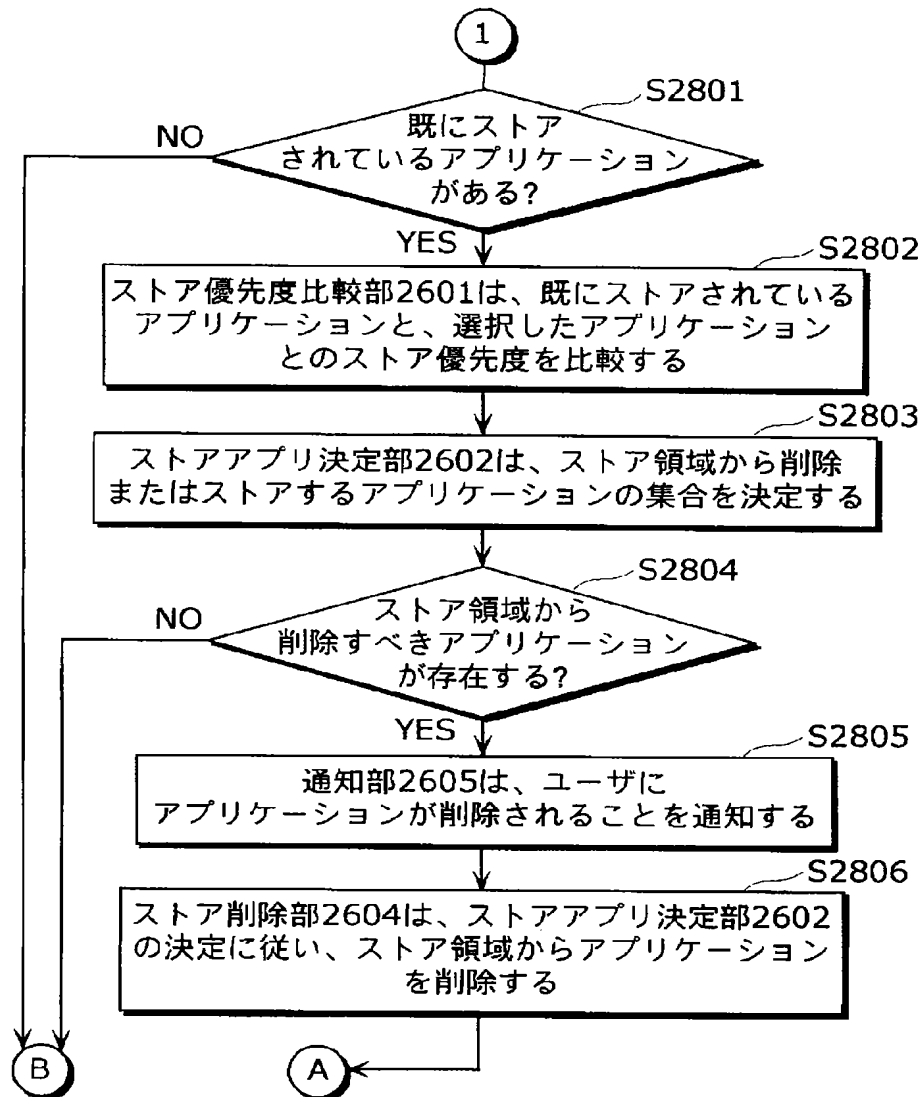 1
S2801
既にストア
されているアプリケーション
がある?
NO
YES
S2802
ストア優先度比較部2601は、既にストアされている
アプリケーションと、選択したアプリケーション
とのストア優先度を比較する
S2803
ストアアプリ決定部2602は、ストア領域から削除
またはストアするアプリケーションの集合を決定する
S2804
ストア領域から
削除すべきアプリケーション
が存在する?
NO
YES
S2805
通知部2605は、ユーザに
アプリケーションが削除されることを通知する
S2806
ストア削除部2604は、ストアアプリ決定部2602
の決定に従い、ストア領域からアプリケーション
を削除する
B
A